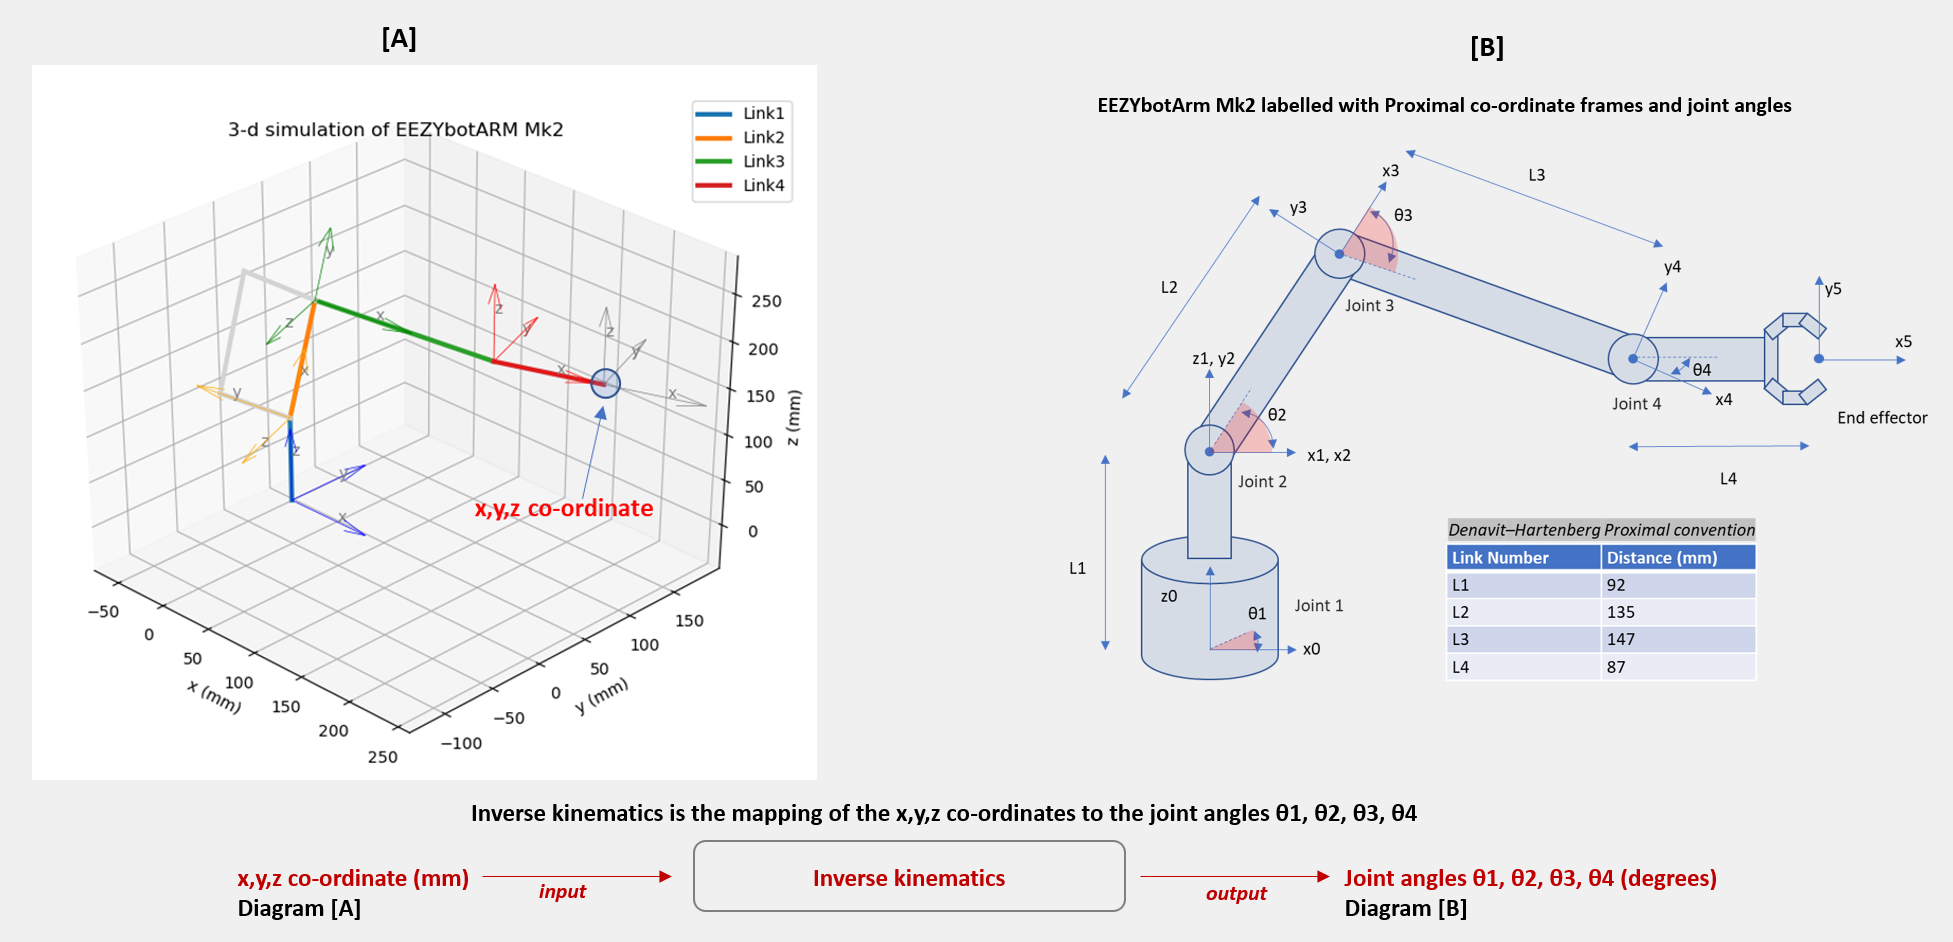 [A]
[B]
3-d simulation of EEZYbotARM Mk2
Link1
Link2
Link3
Link4
y
z
x
x
z
y
z
y
x
z
y
x
z
y
x
x,y,z co-ordinate
250
200
150
100
50
0
z (mm)
−50
0
50
100
150
200
250
x (mm)
−100
−50
0
50
100
150
y (mm)
EEZYbotArm Mk2 labelled with Proximal co-ordinate frames and joint angles
x3
L3
y3
θ3
L2
Joint 3
y4
y5
x5
z1, y2
θ4
x4
Joint 4
End effector
θ2
x1, x2
Joint 2
L4
L1
z0
θ1
Joint 1
x0
Denavit–Hartenberg Proximal convention
Link Number Distance (mm)
L1 92
L2 135
L3 147
L4 87
Inverse kinematics is the mapping of the x,y,z co-ordinates to the joint angles θ1, θ2, θ3, θ4
x,y,z co-ordinate (mm)
Diagram [A]
input
Inverse kinematics
output
Joint angles θ1, θ2, θ3, θ4 (degrees)
Diagram [B]